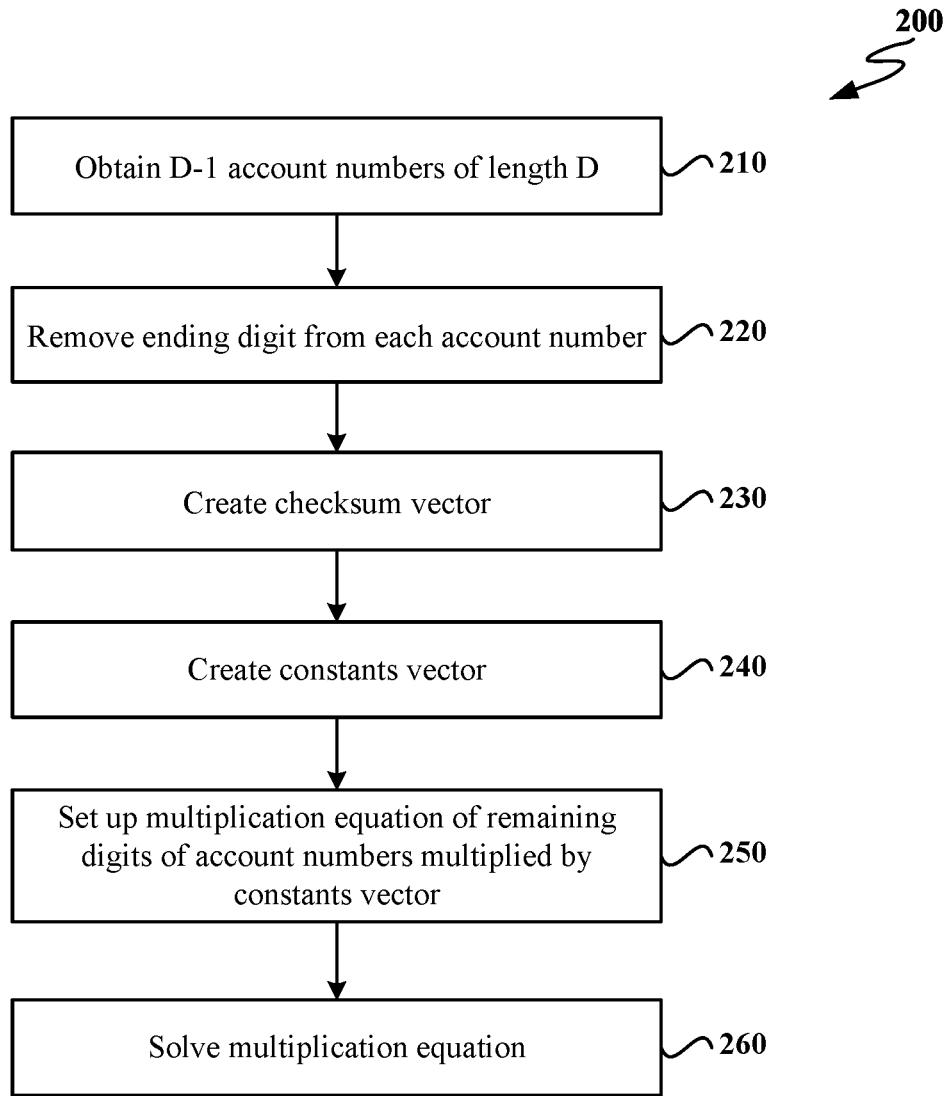 200
Obtain D-1 account numbers of length D
210
Remove ending digit from each account number
220
Create checksum vector
230
Create constants vector
240
Set up multiplication equation of remaining
digits of account numbers multiplied by
constants vector
250
Solve multiplication equation
260